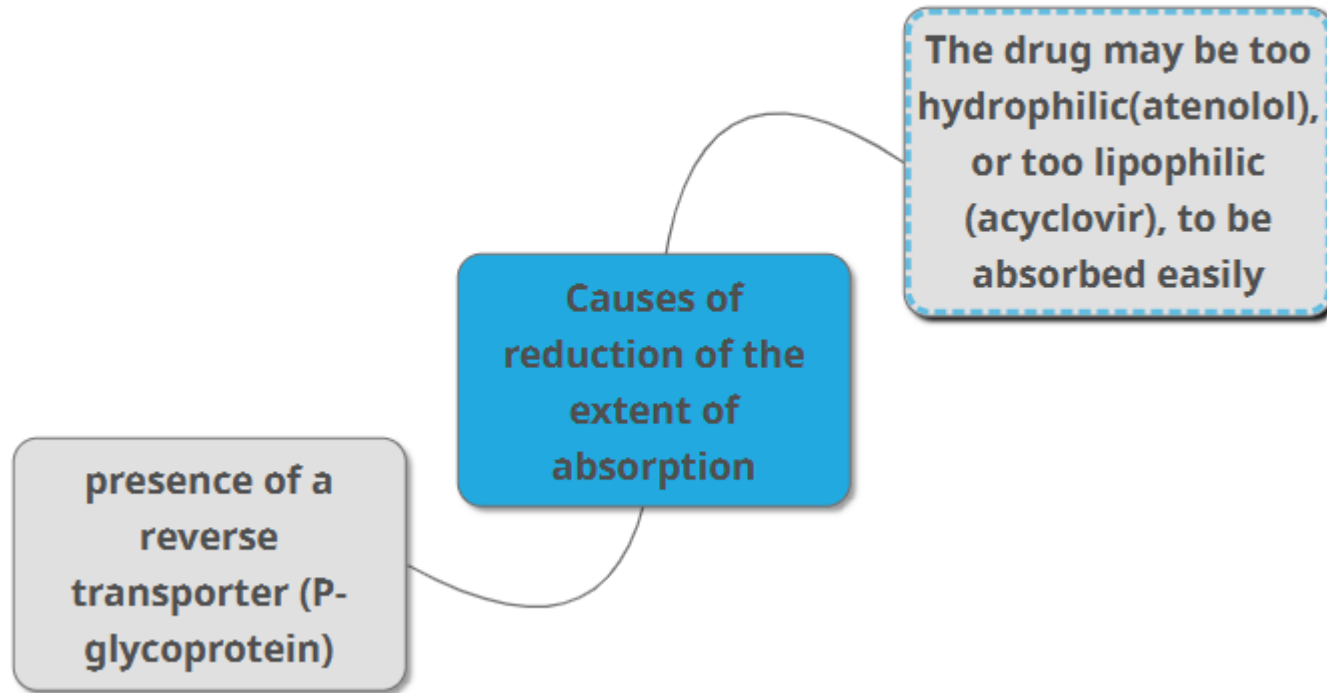 The drug may be too
hydrophilic(atenolol),
or too lipophilic
(acyclovir), to be
absorbed easily
Causes of
reduction of the
extent of
absorption
presence of a
reverse
transporter (P-
glycoprotein)